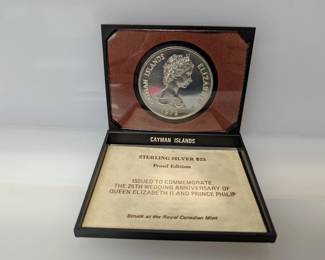 CAYMAN ISLANDS
ELIZABETH
CAYMAN ISLANDS
STERLING SILVER $25
Proof Edition
ISSUED TO COMMEMORATE
THE 25TH WEDDING ANNIVERSARY OF
QUEEN ELIZABETH II AND PRINCE PHILIP
Struck at the Royal Canadian Mint